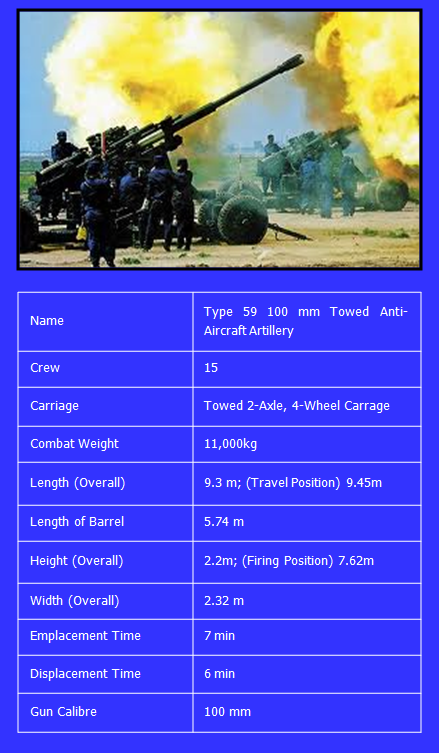 Name
Type 59 100 mm Towed Anti-
Aircraft Artillery
Crew
15
Carriage
Towed 2-Axle, 4-Wheel Carrage
Combat Weight
11,000kg
Length (Overall)
9.3 m; (Travel Position) 9.45m
Length of Barrel
5.74 m
Height (Overall)
2.2m; (Firing Position) 7.62m
Width (Overall)
2.32 m
Emplacement Time
7 min
Displacement Time
6 min
Gun Calibre
100 mm